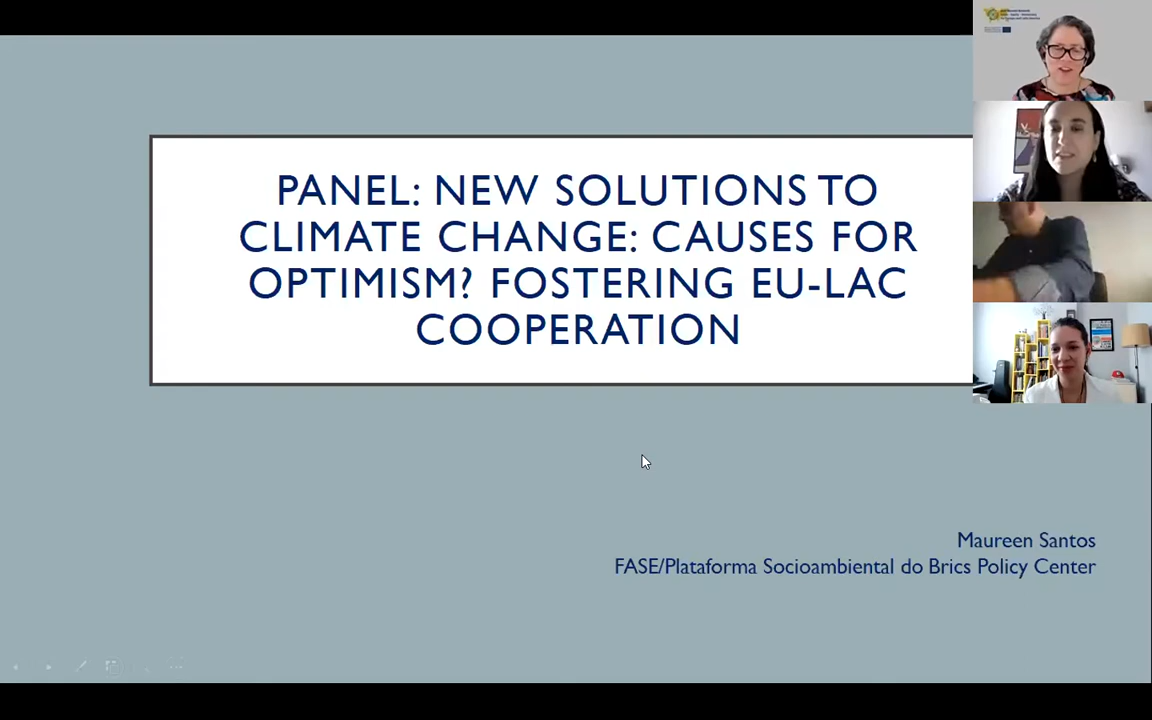 PANEL: NEW SOLUTIONS TO
CLIMATE CHANGE: CAUSES FOR
OPTIMISM? FOSTERING EU-LAC
COOPERATION
Maureen Santos
FASE/Plataforma Socioambiental do Brics Policy Center